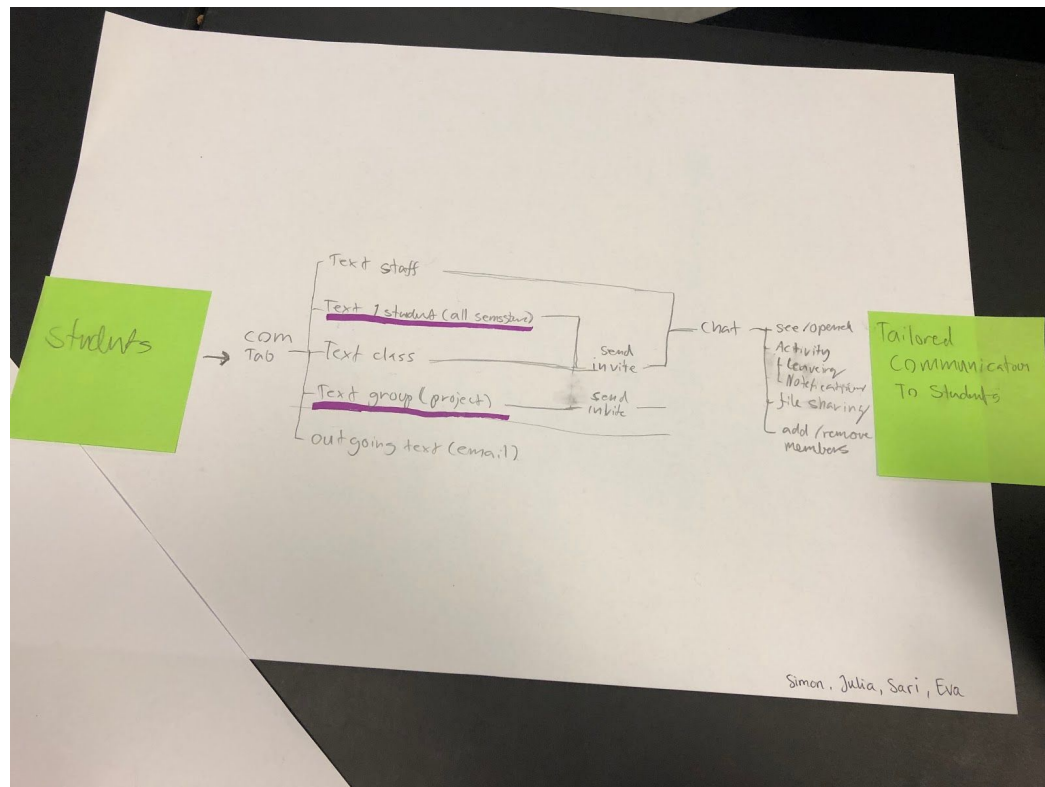 Students
→
com
Tab
Text staff
Text 1 student (all semsstere)
Text class
Text group (project)
outgoing text (email)
send
invite
send
invite
Chat
see/opened
Activity
Leaving
Notification
file sharing
add/remove
members
Tailored
Communication
To Students
Simon, Julia, Sari, Eva